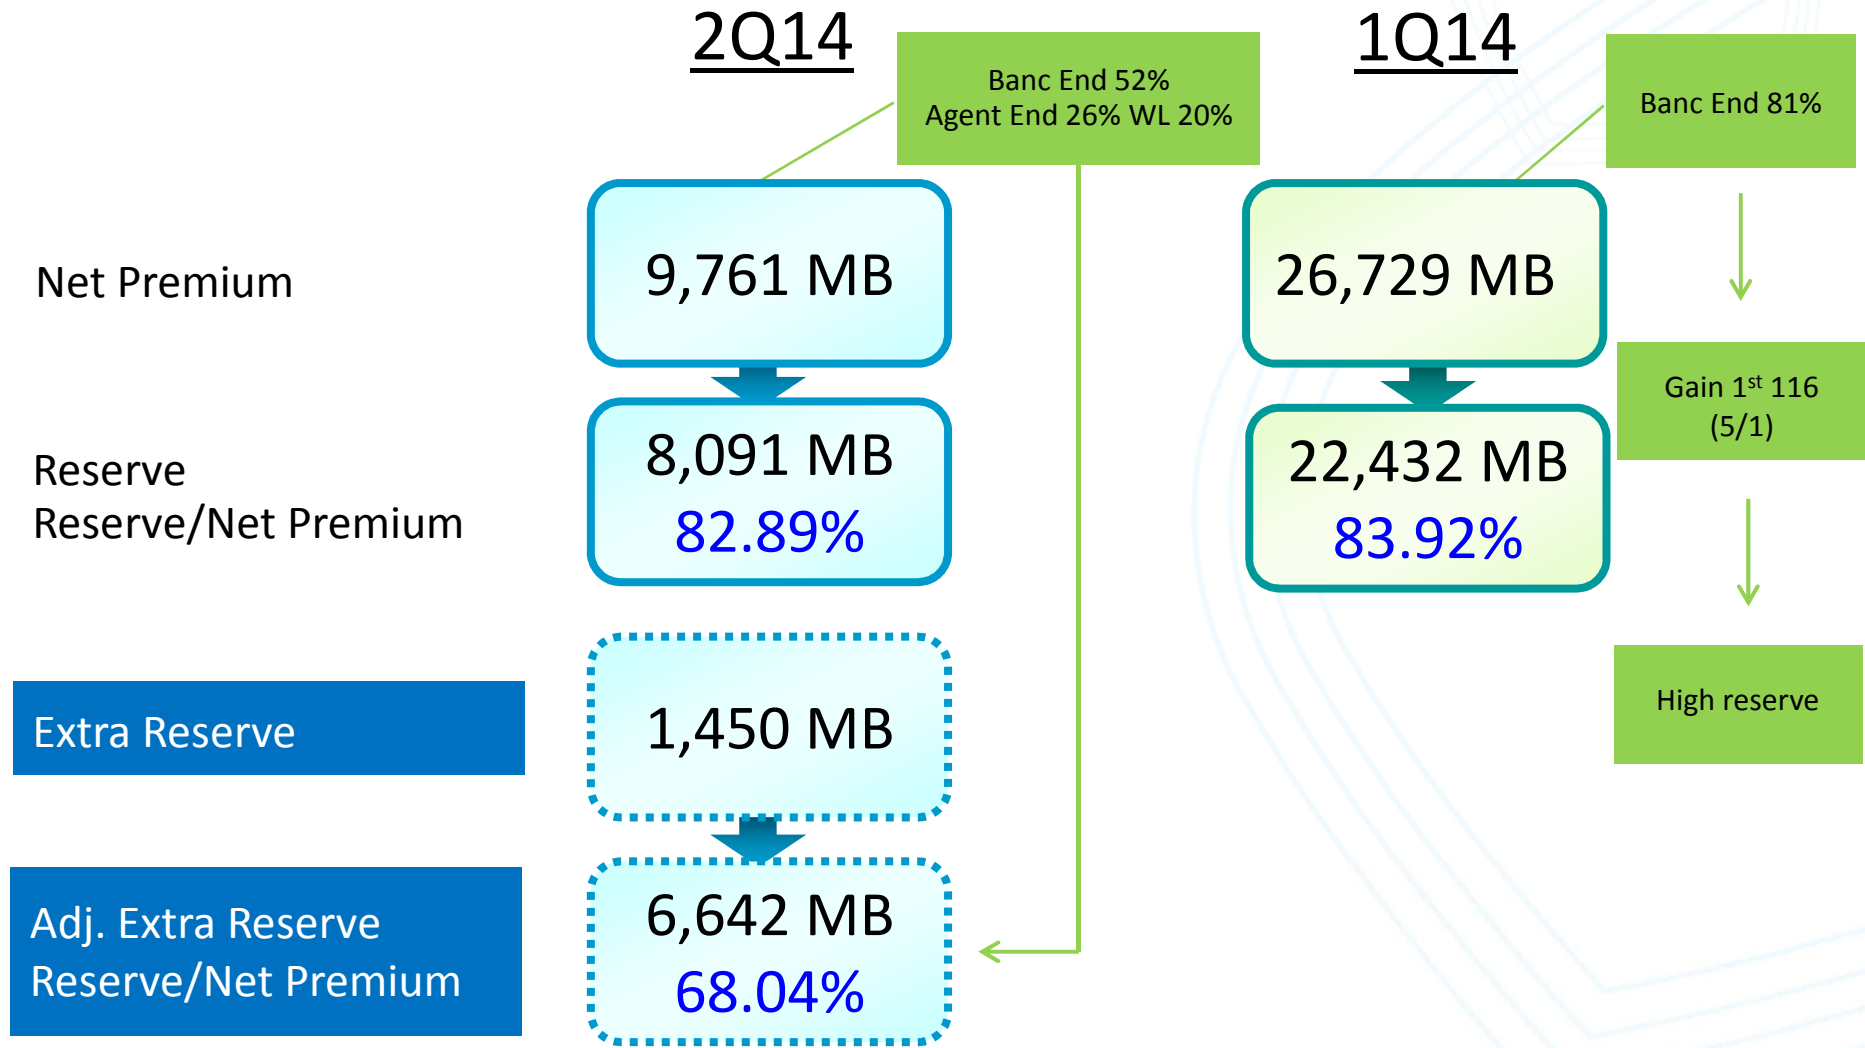 2Q14
1Q14
Banc End 52%
Agent End 26% WL 20%
Banc End 81%
Net Premium
9,761 MB
26,729 MB
Gain 1st 116
(5/1)
Reserve
Reserve/Net Premium
8,091 MB
82.89%
22,432 MB
83.92%
Extra Reserve
1,450 MB
High reserve
Adj. Extra Reserve
Reserve/Net Premium
6,642 MB
68.04%